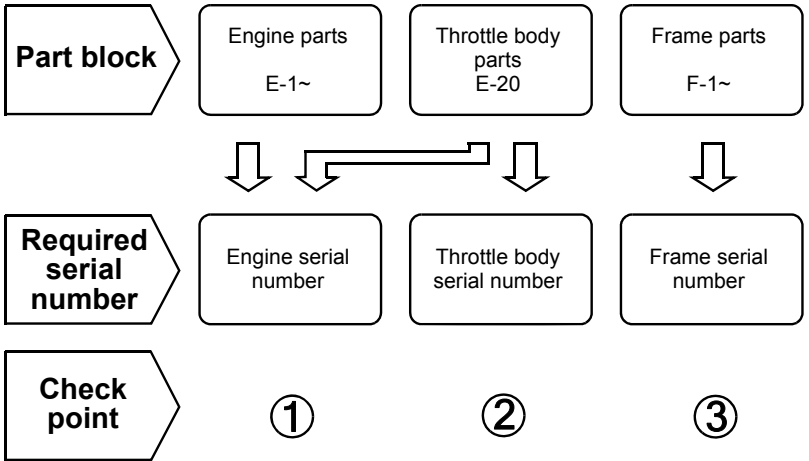 Part block
Engine parts
E-1~
Throttle body
parts
E-20
Frame parts
F-1~
Required
serial
number
Engine serial
number
Throttle body
serial number
Frame serial
number
Check
point
①
②
③